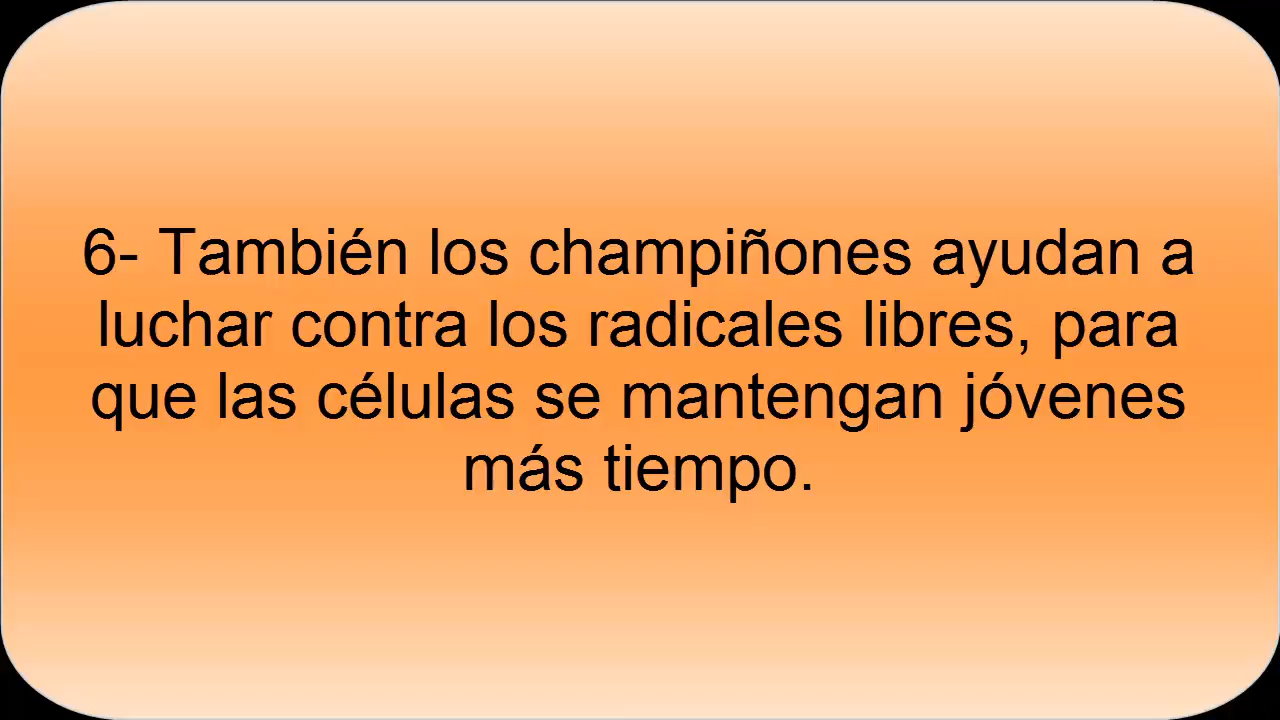 6- También los champiñones ayudan a
luchar contra los radicales libres, para
que las células se mantengan jóvenes
más tiempo.